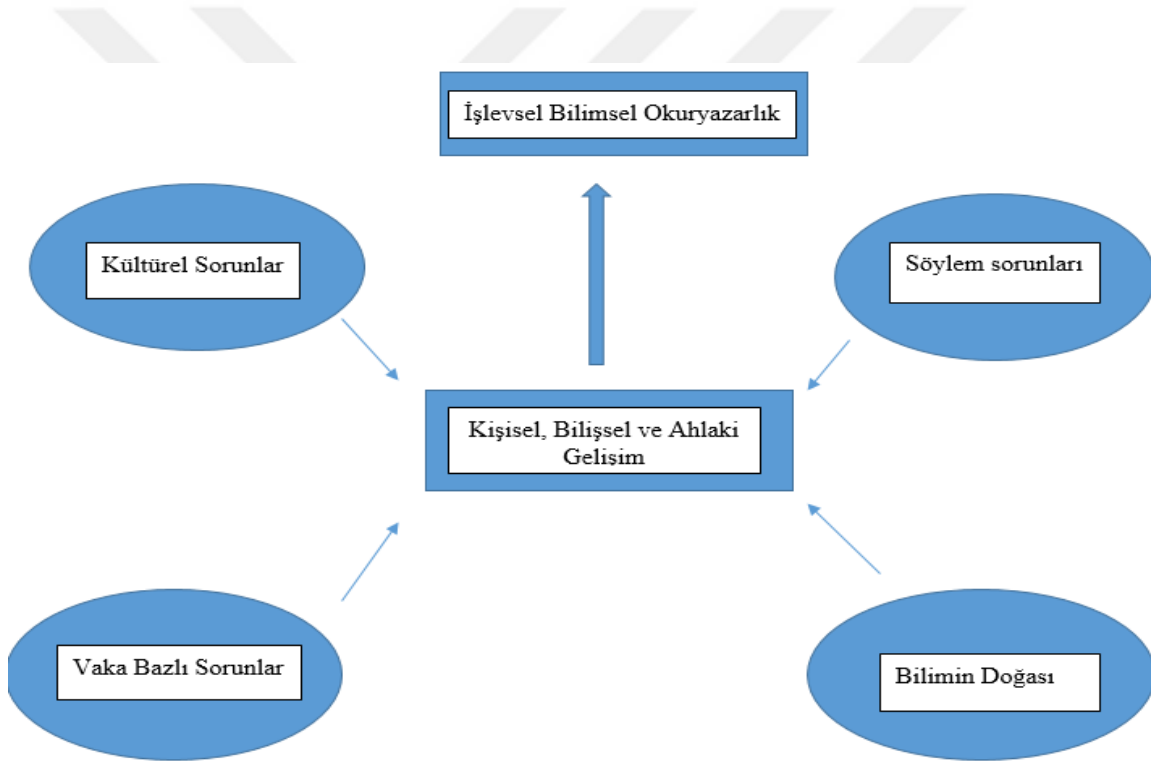 İşlevsel Bilimsel Okuryazarlık
Kültürel Sorunlar
Söylem sorunları
Kişisel, Bilişsel ve Ahlaki
Gelişim
Vaka Bazlı Sorunlar
Bilimin Doğası